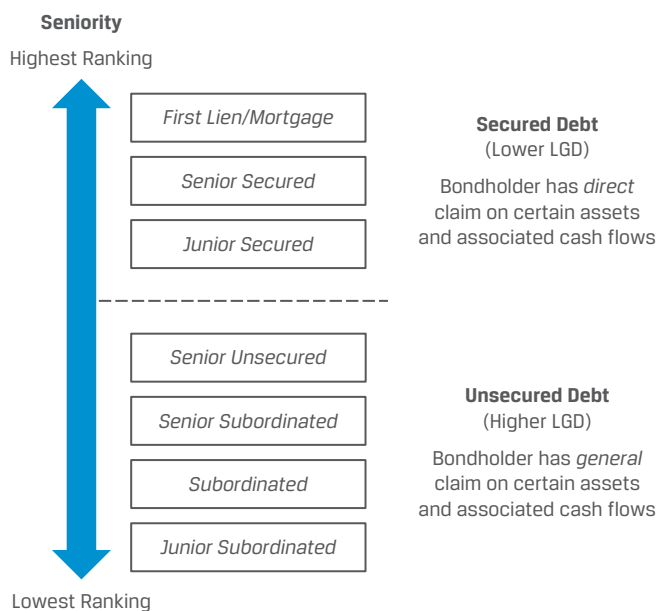 Seniority
Highest Ranking
First Lien/Mortgage
Senior Secured
Junior Secured
Secured Debt
(Lower LGD)
Bondholder has direct
claim on certain assets
and associated cash flows
Senior Unsecured
Senior Subordinated
Subordinated
Junior Subordinated
Unsecured Debt
(Higher LGD)
Bondholder has general
claim on certain assets
and associated cash flows
Lowest Ranking